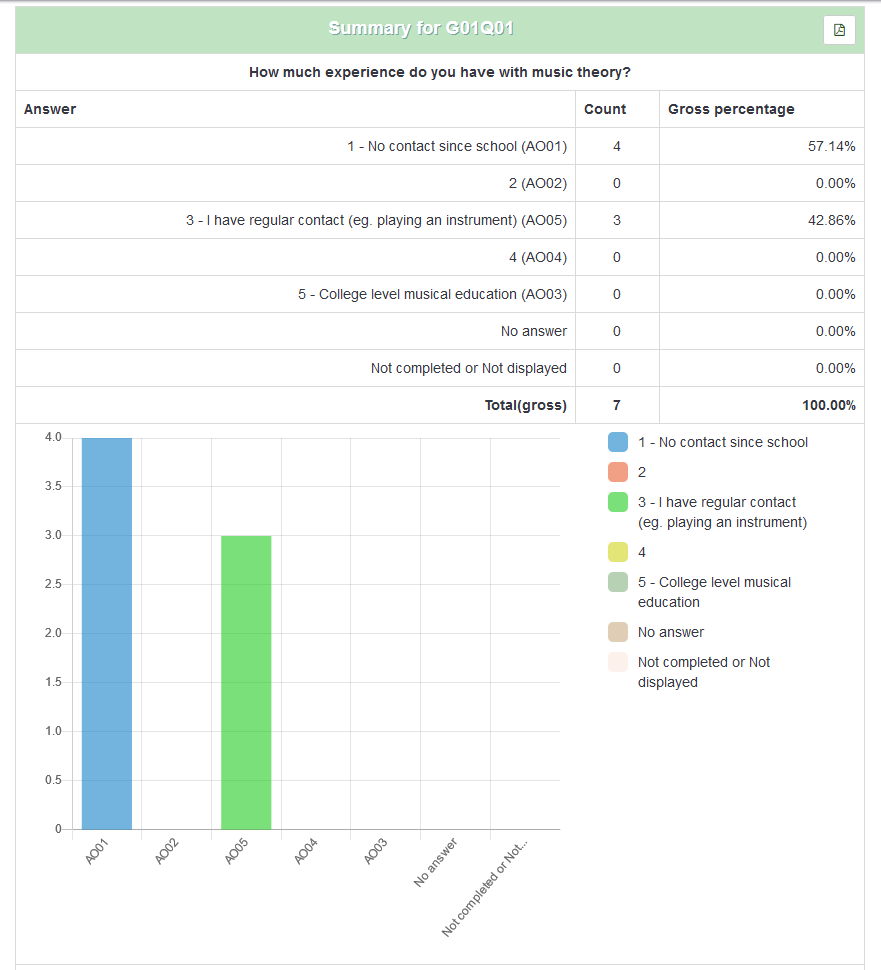 Summary for G01Q01
How much experience do you have with music theory?
Answer Count Gross percentage
1 - No contact since school (AO01) 4 57.14%
2 (AO02) 0 0.00%
3 - I have regular contact (eg. playing an instrument) (AO05) 3 42.86%
4 (AO04) 0 0.00%
5 - College level musical education (AO03) 0 0.00%
No answer 0 0.00%
Not completed or Not displayed 0 0.00%
Total(gross) 7 100.00%
4.0
3.5
3.0
2.5
2.0
1.5
1.0
0.5
0
AO01
AO02
AO05
AO04
AO03
No answer
Not completed or Not...
1 - No contact since school
2
3 - I have regular contact
(eg. playing an instrument)
4
5 - College level musical
education
No answer
Not completed or Not
displayed